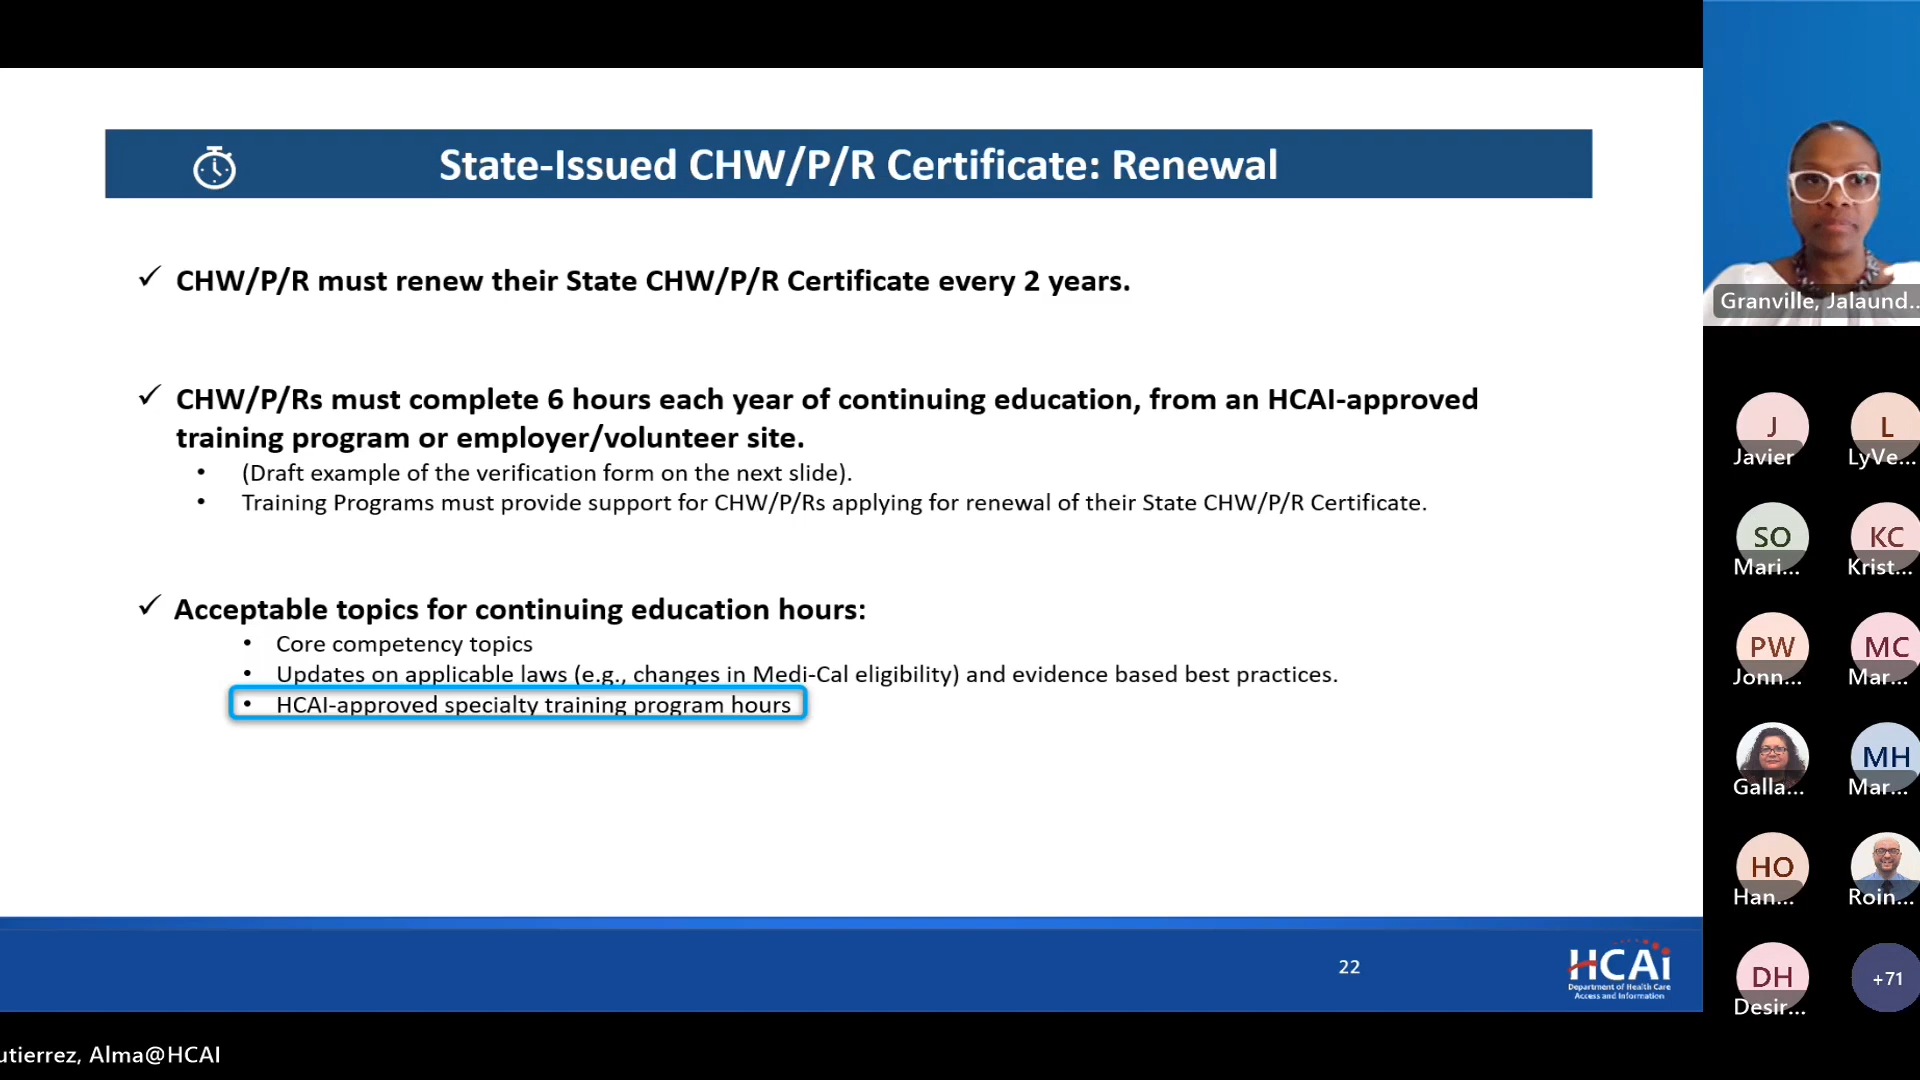 State-Issued CHW/P/R Certificate: Renewal
CHW/P/R must renew their State CHW/P/R Certificate every 2 years.
CHW/P/Rs must complete 6 hours each year of continuing education, from an HCAI-approved
training program or employer/volunteer site.
(Draft example of the verification form on the next slide).
Training Programs must provide support for CHW/P/Rs applying for renewal of their State CHW/P/R Certificate.
Acceptable topics for continuing education hours:
Core competency topics
Updates on applicable laws (e.g., changes in Medi-Cal eligibility) and evidence based best practices.
HCAI-approved specialty training program hours
22
HCAi
Department of Health Care
Access and Information
Granville, Jalaund...
J
Javier
L
LyVe...
SO
Mari...
KC
Krist...
PW
Jonn...
MC
Mar...
Galla...
MH
Mar...
HO
Han...
Roin...
DH
Desir...
+71
utierrez, Alma@HCAI